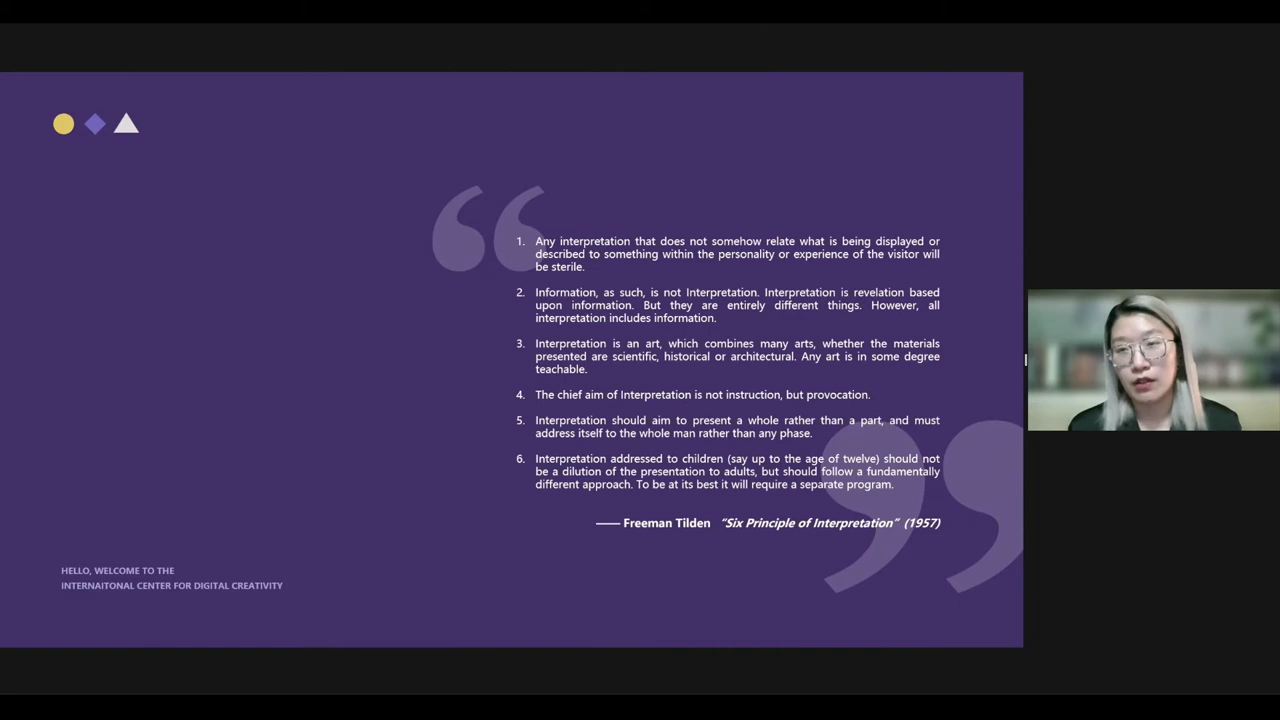 1. Any interpretation that does not somehow relate what is being displayed or
described to something within the personality or experience of the visitor will
be sterile.
2. Information, as such, is not Interpretation. Interpretation is revelation based
upon information. But they are entirely different things. However, all
interpretation includes information.
3. Interpretation is an art, which combines many arts, whether the materials
presented are scientific, historical or architectural. Any art is in some degree
teachable.
4. The chief aim of Interpretation is not instruction, but provocation.
5. Interpretation should aim to present a whole rather than a part, and must
address itself to the whole man rather than any phase.
6. Interpretation addressed to children (say up to the age of twelve) should not
be a dilution of the presentation to adults, but should follow a fundamentally
different approach. To be at its best it will require a separate program.
—— Freeman Tilden “Six Principle of Interpretation” (1957)
HELLO, WELCOME TO THE
INTERNAITONAL CENTER FOR DIGITAL CREATIVITY